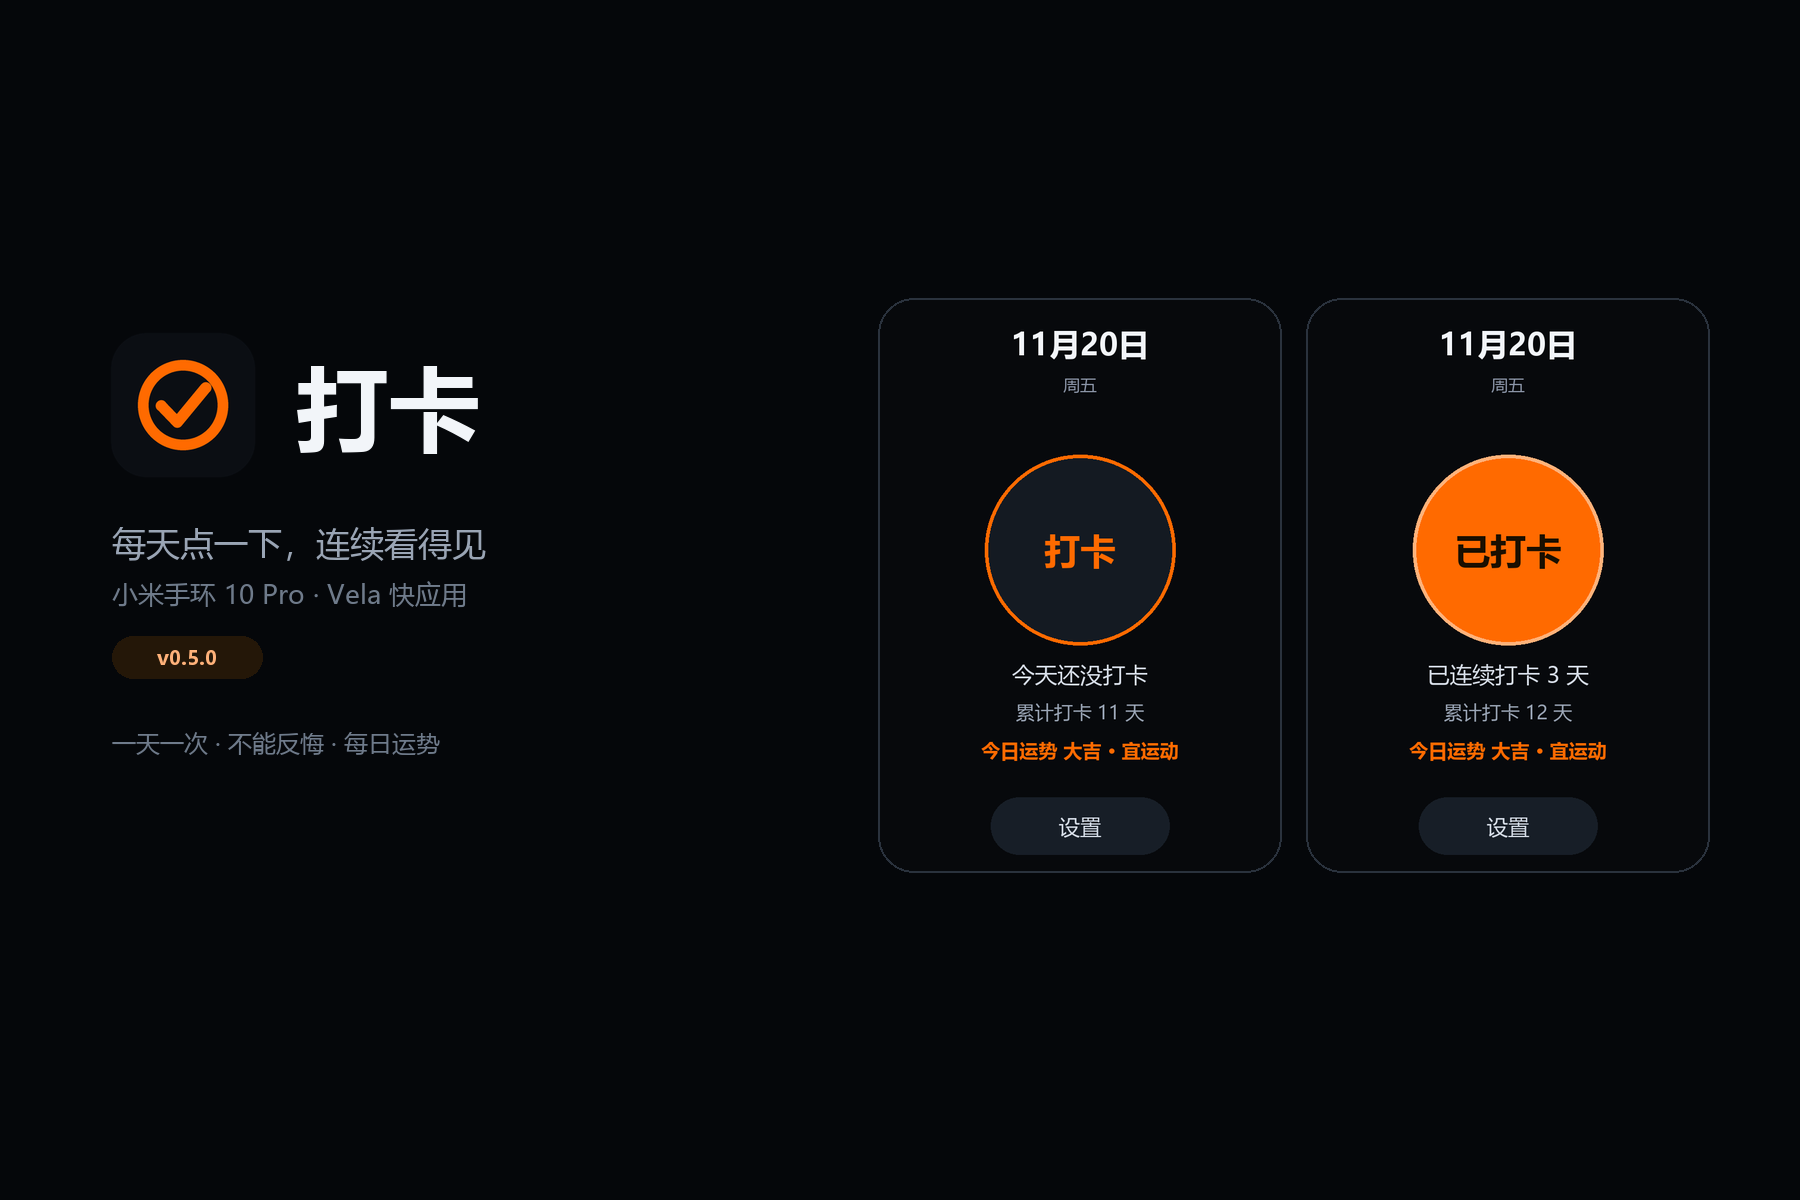 打卡
每天点一下，连续看得见
小米手环 10 Pro · Vela 快应用
v0.5.0
一天一次 · 不能反悔 · 每日运势
11月20日
周五
打卡
今天还没打卡
累计打卡 11 天
今日运势 大吉·宜运动
设置
11月20日
周五
已打卡
已连续打卡 3 天
累计打卡 12 天
今日运势 大吉·宜运动
设置